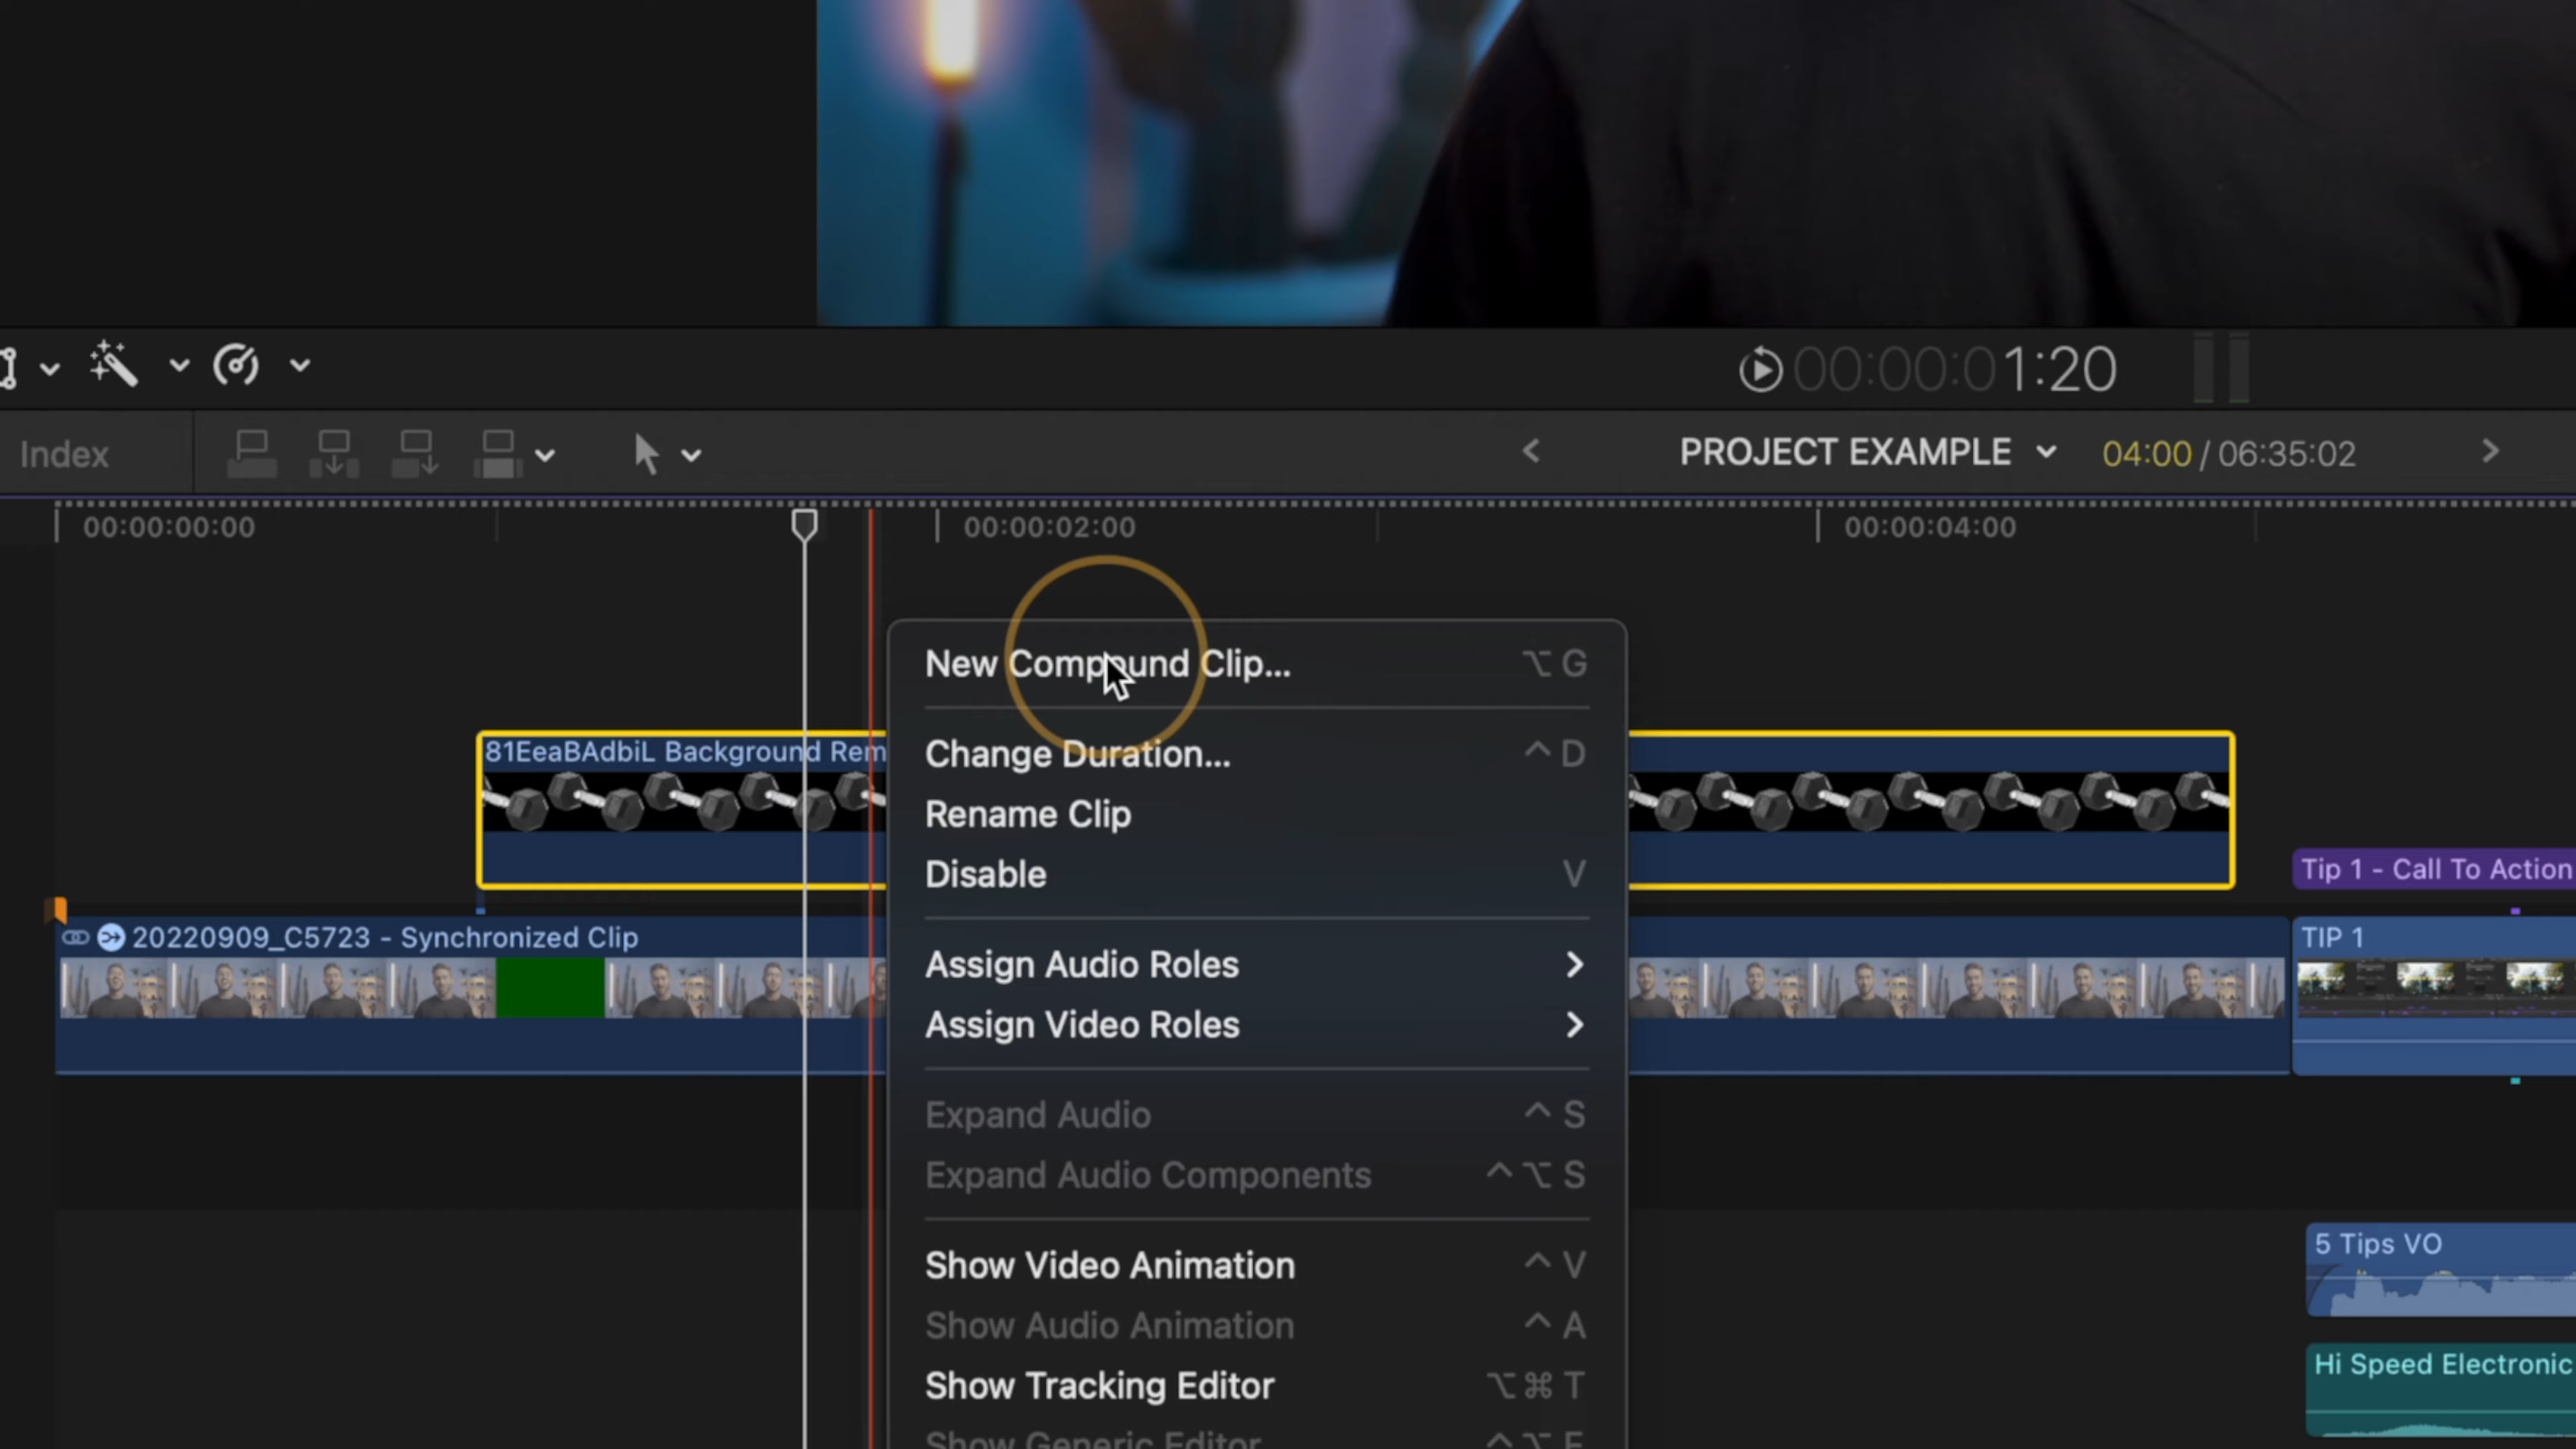 00:00:01:20
Index
PROJECT EXAMPLE
04:00 / 06:35:02
00:00:00:00
00:00:02:00
00:00:04:00
New Compound Clip... ⌥ G
Change Duration... ^ D
Rename Clip
Disable V
Assign Audio Roles
Assign Video Roles
Expand Audio ^ S
Expand Audio Components ^ ⌥ S
Show Video Animation ^ V
Show Audio Animation ^ A
Show Tracking Editor ⌥ ⌘ T
Show Generic Editor
81EeaBAdbiL Background Rem
Tip 1 - Call To Action
20220909_C5723 - Synchronized Clip
TIP 1
5 Tips VO
Hi Speed Electronic